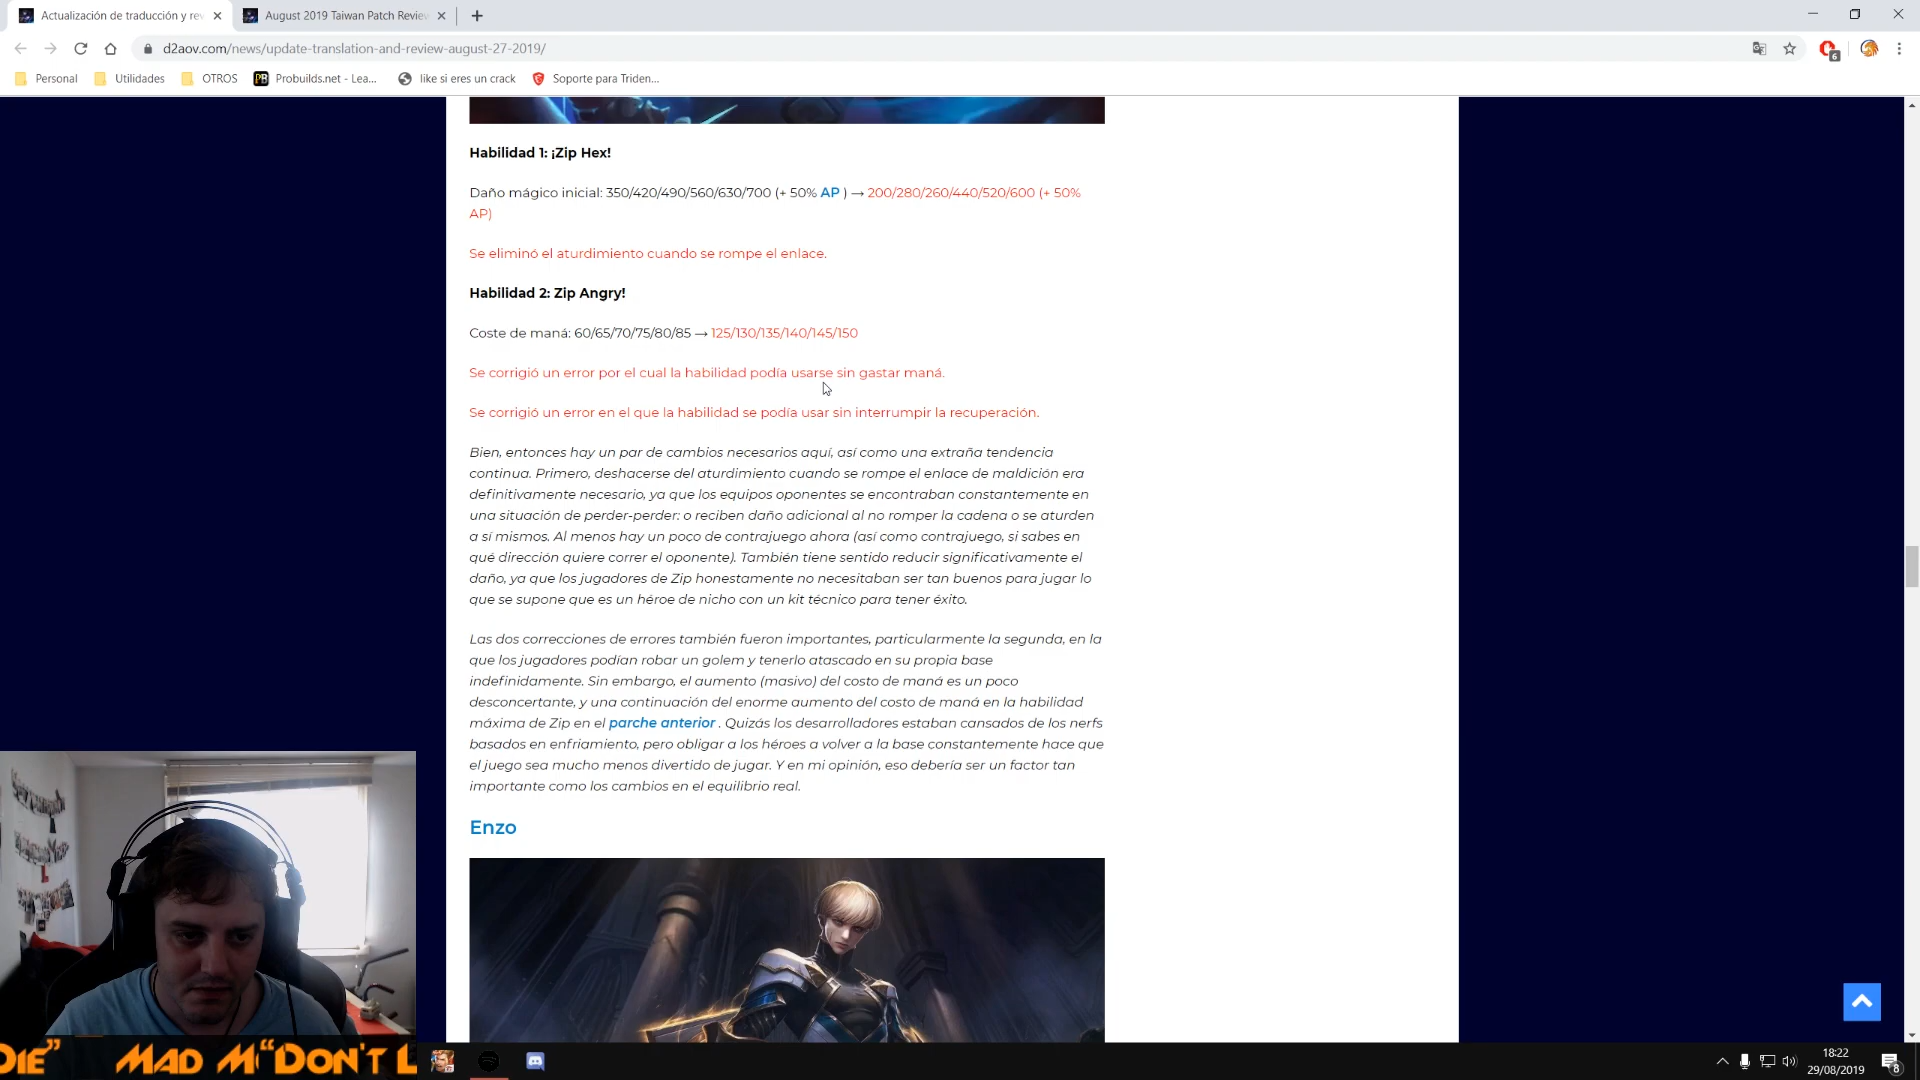 Actualización de traducción y rev
August 2019 Taiwan Patch Review
d2aov.com/news/update-translation-and-review-august-27-2019/
6
Personal
Utilidades
OTROS
PB
Probuilds.net - Lea...
like si eres un crack
Soporte para Triden...
Habilidad 1: ¡Zip Hex!
Daño mágico inicial: 350/420/490/560/630/700 (+ 50% AP ) → 200/280/260/440/520/600 (+ 50%
AP)
Se eliminó el aturdimiento cuando se rompe el enlace.
Habilidad 2: Zip Angry!
Coste de maná: 60/65/70/75/80/85 → 125/130/135/140/145/150
Se corrigió un error por el cual la habilidad podía usarse sin gastar maná.
Se corrigió un error en el que la habilidad se podía usar sin interrumpir la recuperación.
Bien, entonces hay un par de cambios necesarios aquí, así como una extraña tendencia
continua. Primero, deshacerse del aturdimiento cuando se rompe el enlace de maldición era
definitivamente necesario, ya que los equipos oponentes se encontraban constantemente en
una situación de perder-perder: o reciben daño adicional al no romper la cadena o se aturden
a sí mismos. Al menos hay un poco de contrajuego ahora (así como contrajuego, si sabes en
qué dirección quiere correr el oponente). También tiene sentido reducir significativamente el
daño, ya que los jugadores de Zip honestamente no necesitaban ser tan buenos para jugar lo
que se supone que es un héroe de nicho con un kit técnico para tener éxito.
Las dos correcciones de errores también fueron importantes, particularmente la segunda, en la
que los jugadores podían robar un golem y tenerlo atascado en su propia base
indefinidamente. Sin embargo, el aumento (masivo) del costo de maná es un poco
desconcertante, y una continuación del enorme aumento del costo de maná en la habilidad
máxima de Zip en el parche anterior . Quizás los desarrolladores estaban cansados de los nerfs
basados en enfriamiento, pero obligar a los héroes a volver a la base constantemente hace que
el juego sea mucho menos divertido de jugar. Y en mi opinión, eso debería ser un factor tan
importante como los cambios en el equilibrio real.
Enzo
DIE” MAD M“DON'T L
18:22
29/08/2019
8